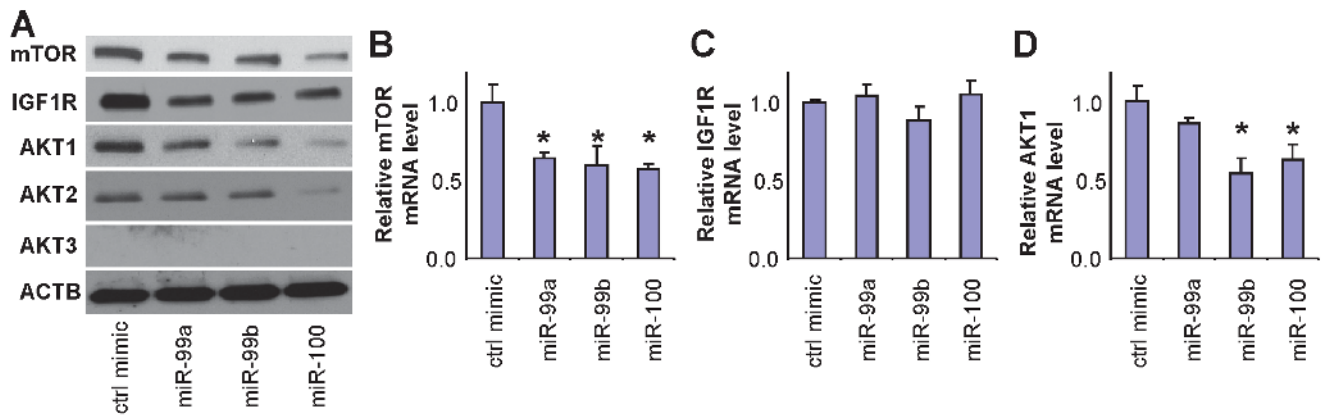 A
mTOR
IGF1R
AKT1
AKT2
AKT3
ACTB
ctrl mimic
miR-99a
miR-99b
miR-100
B
Relative mTOR
mRNA level
1.0
0.5
0.0
*
*
*
ctrl mimic
miR-99a
miR-99b
miR-100
C
Relative IGF1R
mRNA level
1.0
0.5
0.0
ctrl mimic
miR-99a
miR-99b
miR-100
D
Relative AKT1
mRNA level
1.0
0.5
0.0
*
*
ctrl mimic
miR-99a
miR-99b
miR-100